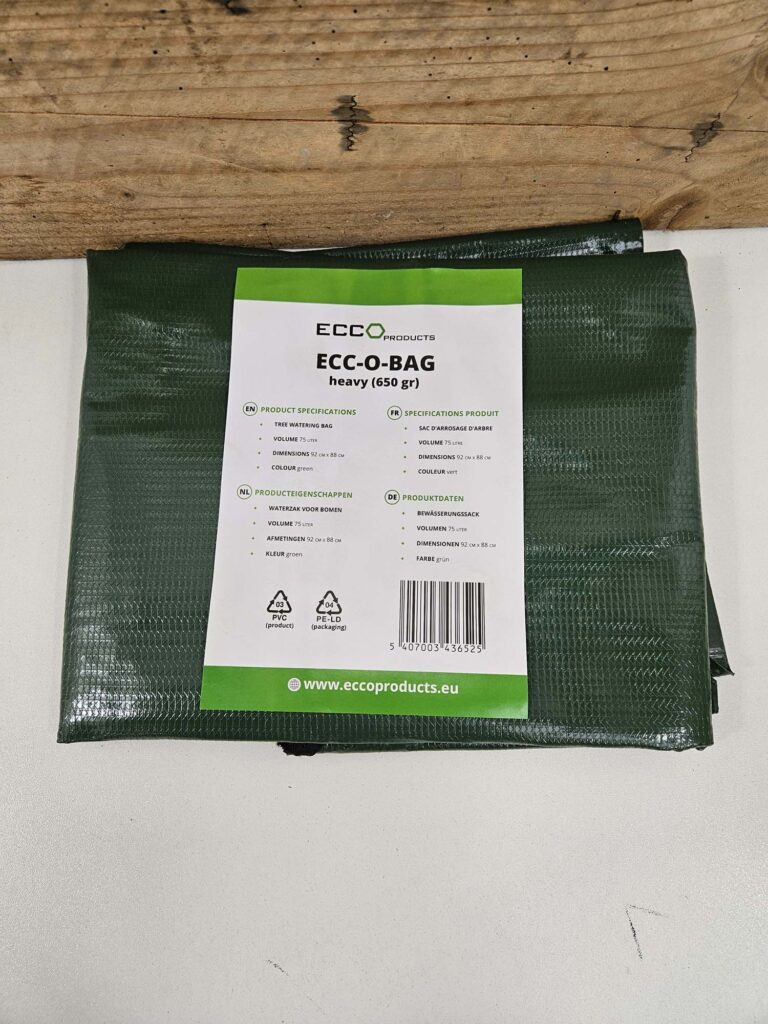 ECCO PRODUCTS
ECC-O-BAG
heavy (650 gr)
EN PRODUCT SPECIFICATIONS
TREE WATERING BAG
VOLUME 75 LITER
DIMENSIONS 92 CM X 88 CM
COLOUR green
FR SPECIFICATIONS PRODUIT
SAC D'ARROSAGE D'ARBRE
VOLUME 75 LITRE
DIMENSIONS 92 CM X 88 CM
COULEUR vert
NL PRODUCTEIGENSCHAPPEN
WATERZAK VOOR BOMEN
VOLUME 75 LITER
AFMETINGEN 92 CM X 88 CM
KLEUR groen
DE PRODUKTDATEN
BEWÄSSERUNGSSACK
VOLUMEN 75 LITER
DIMENSIONEN 92 CM X 88 CM
FARBE grün
03
PVC
(product)
04
PE-LD
(packaging)
5 407003 436525
www.eccoproducts.eu